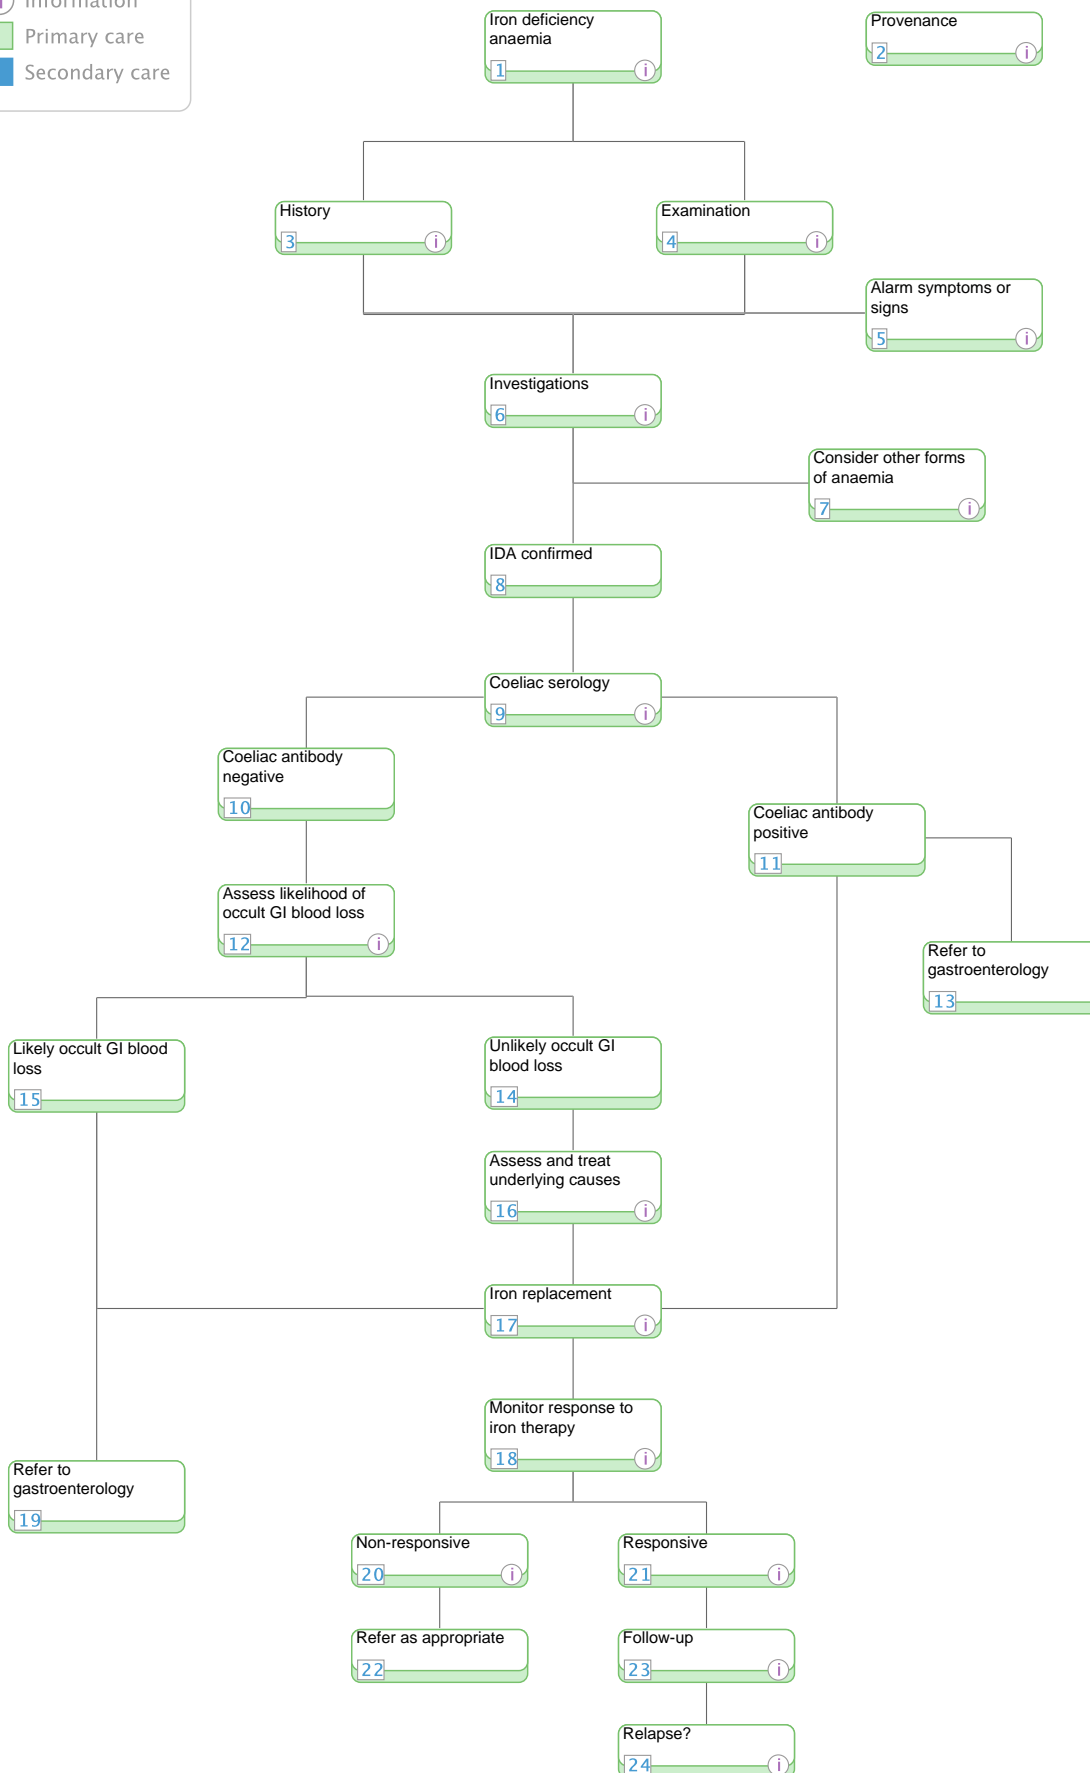 Information
Primary care
Secondary care
Iron deficiency
anaemia
1
i
Provenance
2
i
History
3
i
Examination
4
i
Alarm symptoms or
signs
5
i
Investigations
6
i
Consider other forms
of anaemia
7
i
IDA confirmed
8
Coeliac serology
9
i
Coeliac antibody
negative
10
Coeliac antibody
positive
11
Assess likelihood of
occult GI blood loss
12
i
Refer to
gastroenterology
13
Likely occult GI blood
loss
15
Unlikely occult GI
blood loss
14
Assess and treat
underlying causes
16
i
Iron replacement
17
i
Monitor response to
iron therapy
18
i
Refer to
gastroenterology
19
Non-responsive
20
i
Responsive
21
i
Refer as appropriate
22
Follow-up
23
i
Relapse?
24
i